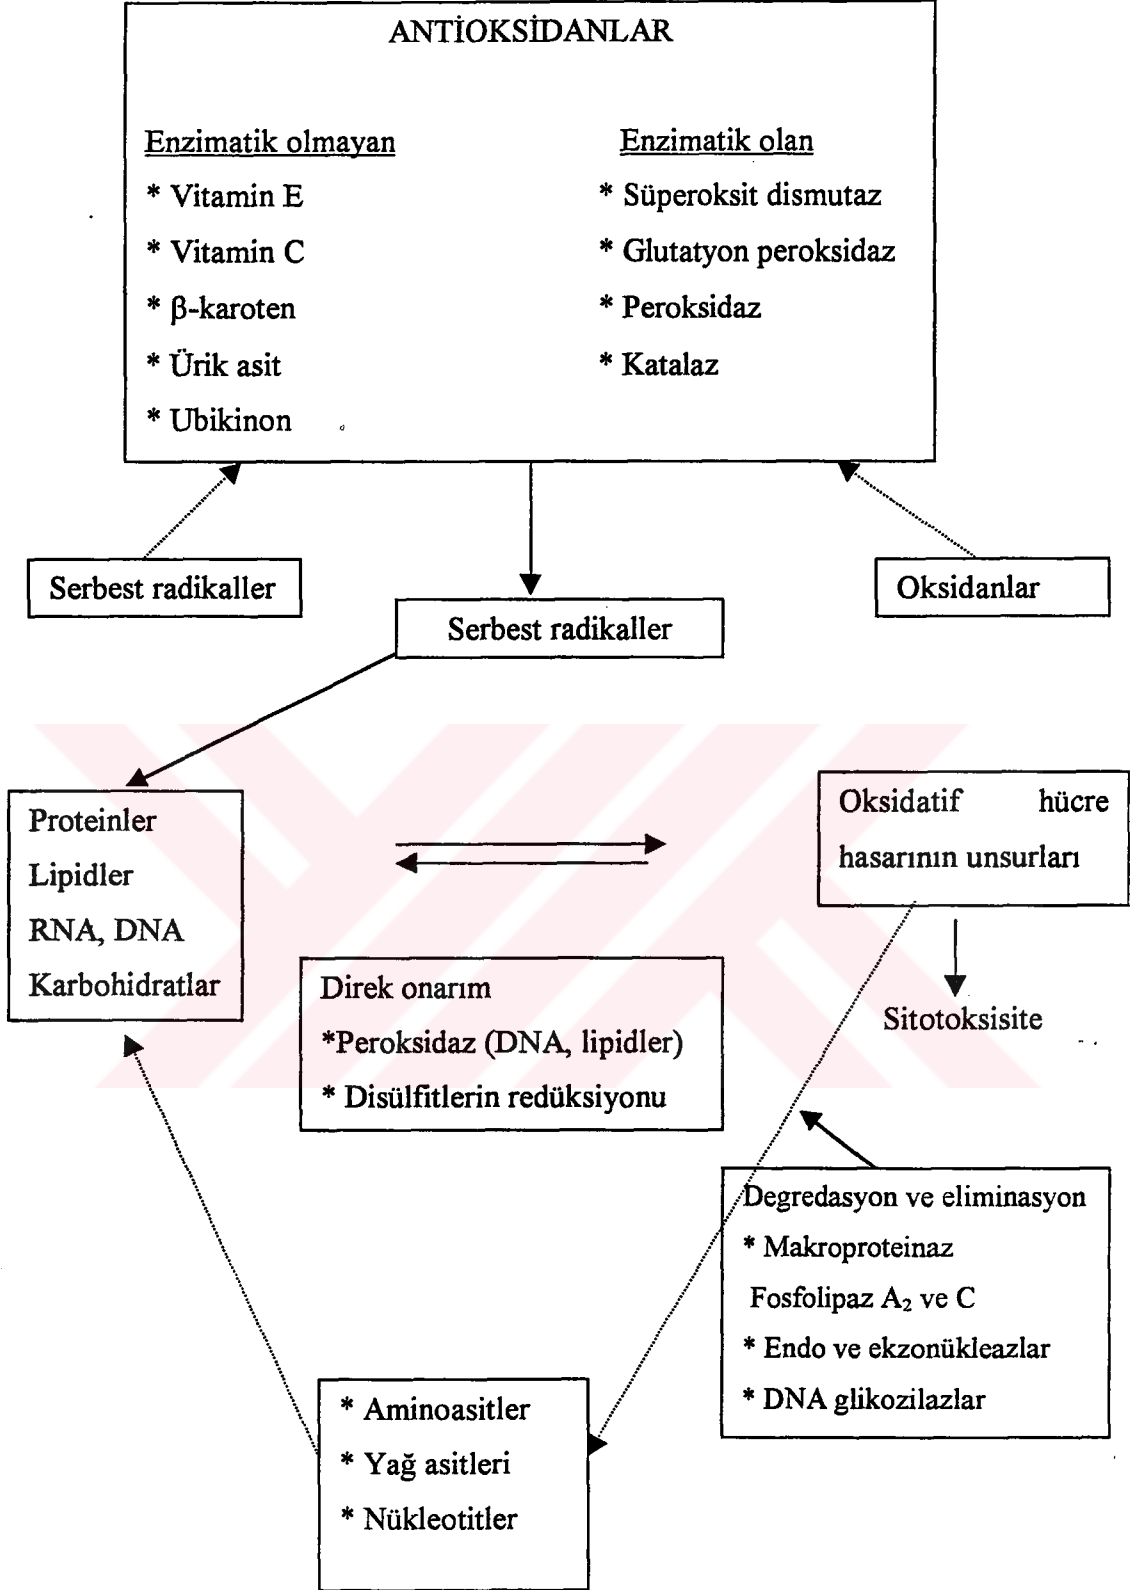 ANTİOKSİDANLAR
Enzimatik olmayan
* Vitamin E
* Vitamin C
* β-karoten
* Ürik asit
* Ubikinon
Enzimatik olan
* Süperoksit dismutaz
* Glutatyon peroksidaz
* Peroksidaz
* Katalaz
Serbest radikaller
Oksidanlar
Serbest radikaller
Proteinler
Lipidler
RNA, DNA
Karbohidratlar
Oksidatif hücre
hasarının unsurları
Direk onarım
*Peroksidaz (DNA, lipidler)
* Disülfitlerin redüksiyonu
Sitotoksisite
Degredasyon ve eliminasyon
* Makroproteinaz
Fosfolipaz A₂ ve C
* Endo ve ekzonükleazlar
* DNA glikozilazlar
* Aminoasitler
* Yağ asitleri
* Nükleotitler